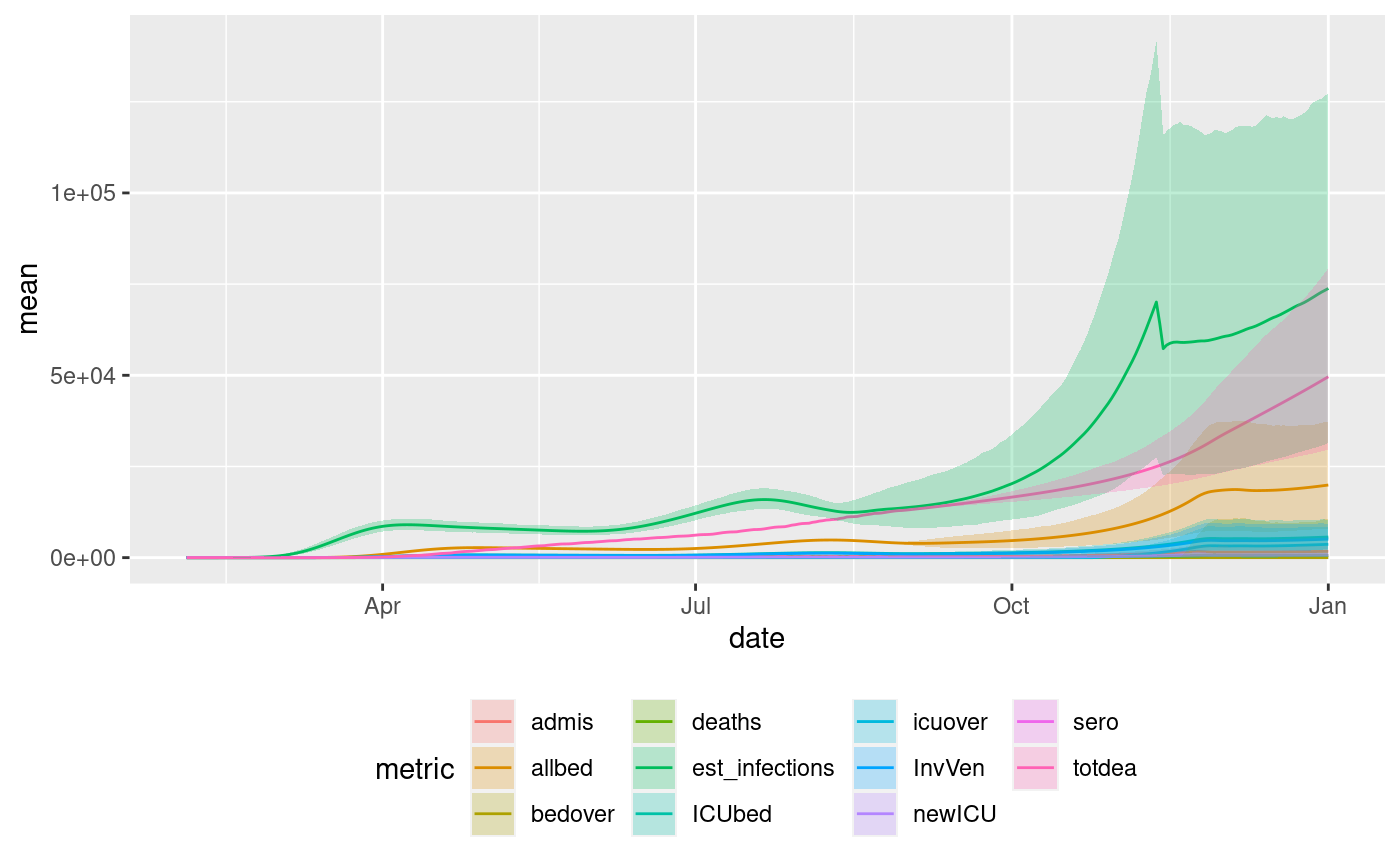 mean
1e+05
5e+04
0e+00
Apr Jul Oct Jan
date
metric
admis deaths icuover sero
allbed est_infections InvVen totdea
bedover ICUbed newICU